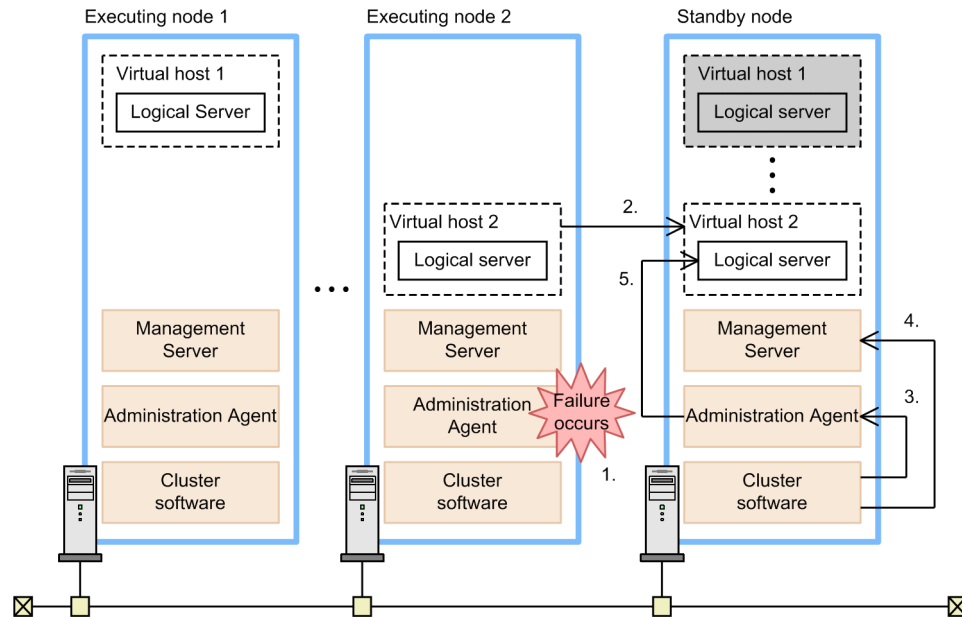 Executing node 1
Executing node 2
Standby node
Virtual host 1
Logical Server
Virtual host 1
Logical server
Virtual host 2
Logical server
2.
Virtual host 2
Logical server
5.
Management
Server
Management
Server
Management
Server
4.
Administration Agent
Administration
Agent
Failure
occurs
Administration Agent
3.
1.
Cluster
software
Cluster
software
Cluster
software